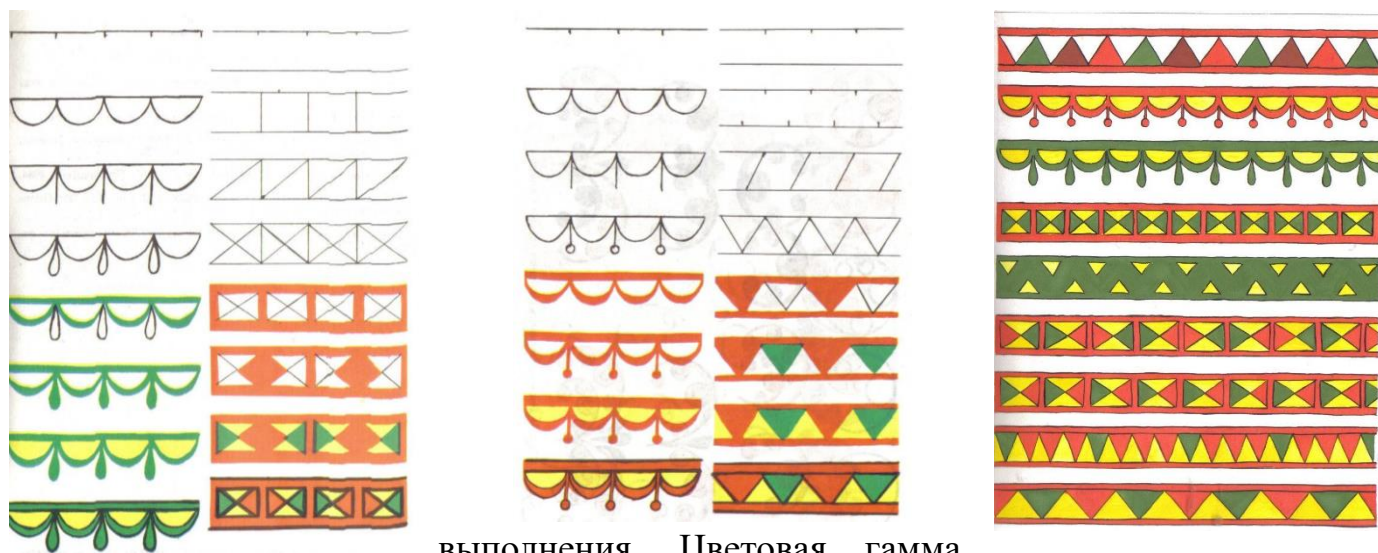 выполнения. Цветовая гамма